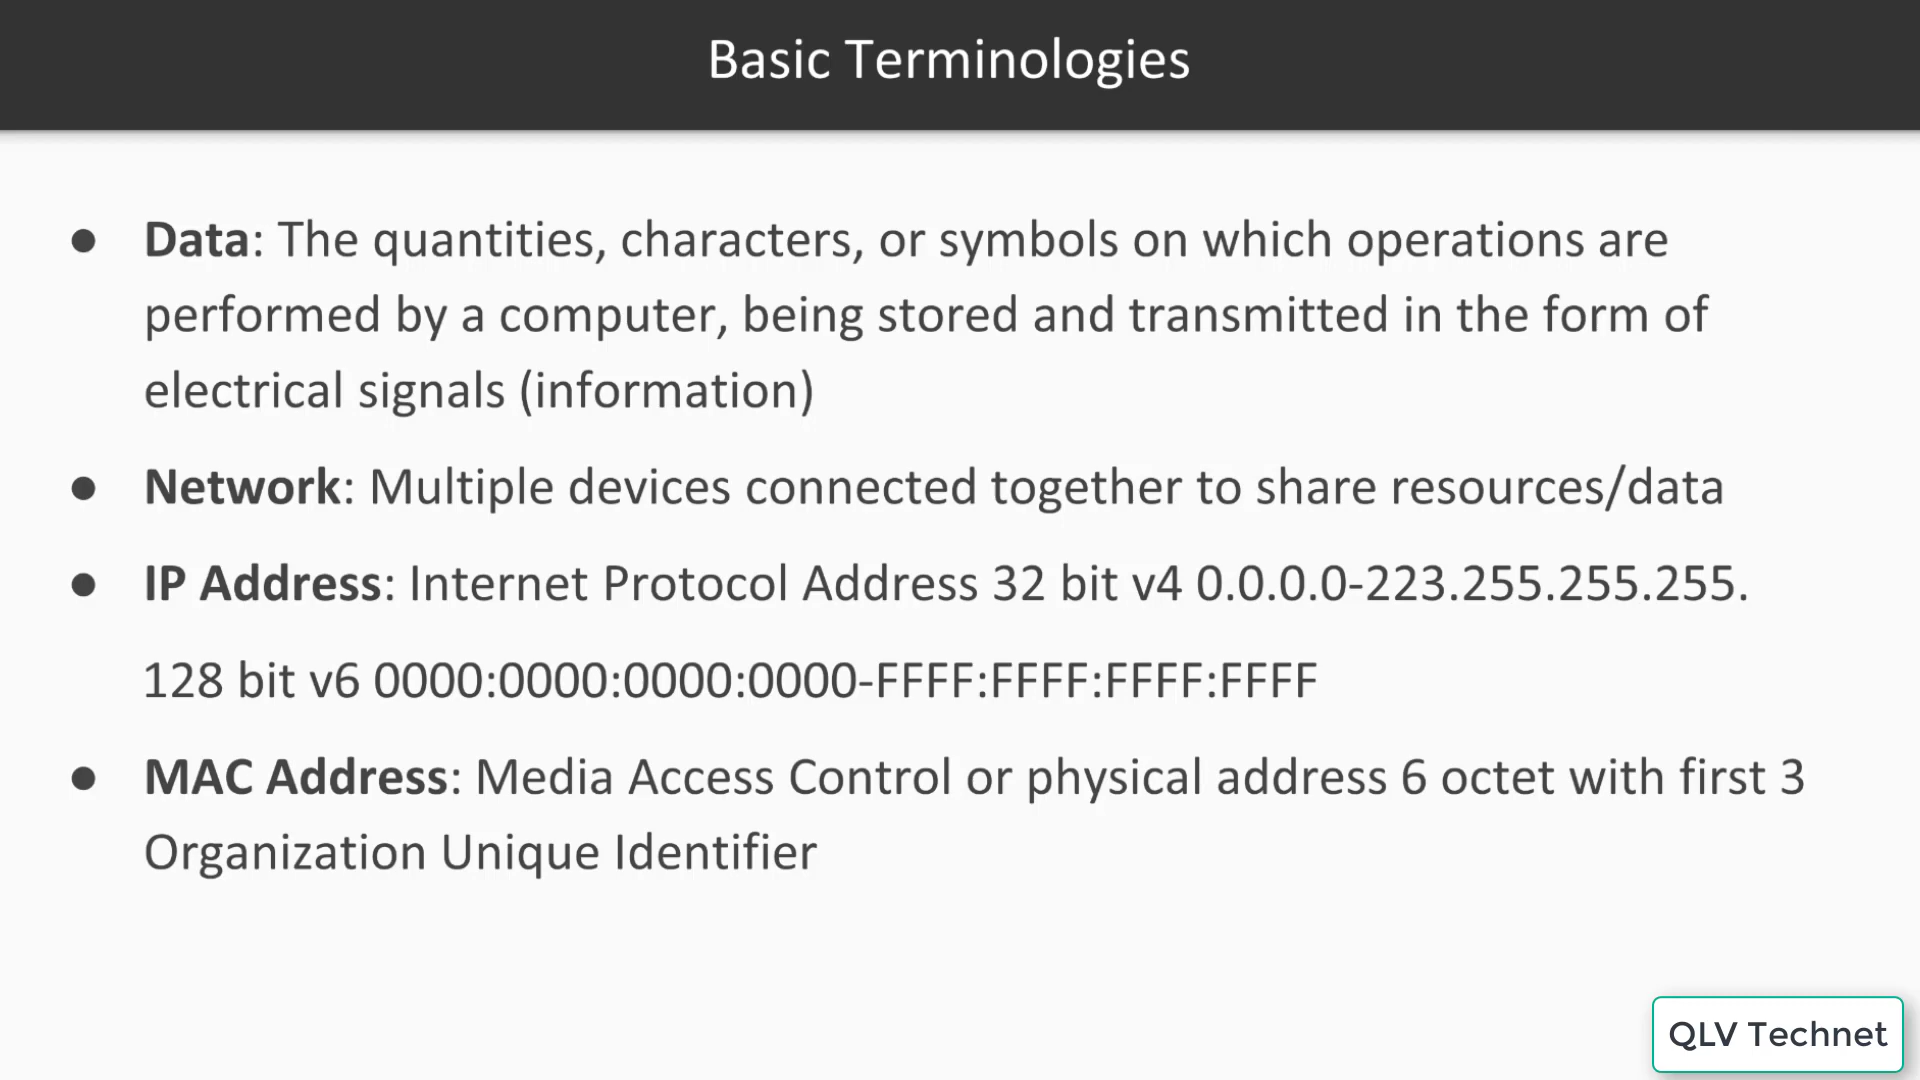 Basic Terminologies
● Data: The quantities, characters, or symbols on which operations are
performed by a computer, being stored and transmitted in the form of
electrical signals (information)
● Network: Multiple devices connected together to share resources/data
● IP Address: Internet Protocol Address 32 bit v4 0.0.0.0-223.255.255.255.
128 bit v6 0000:0000:0000:0000-FFFF:FFFF:FFFF:FFFF
● MAC Address: Media Access Control or physical address 6 octet with first 3
Organization Unique Identifier
QLV Technet